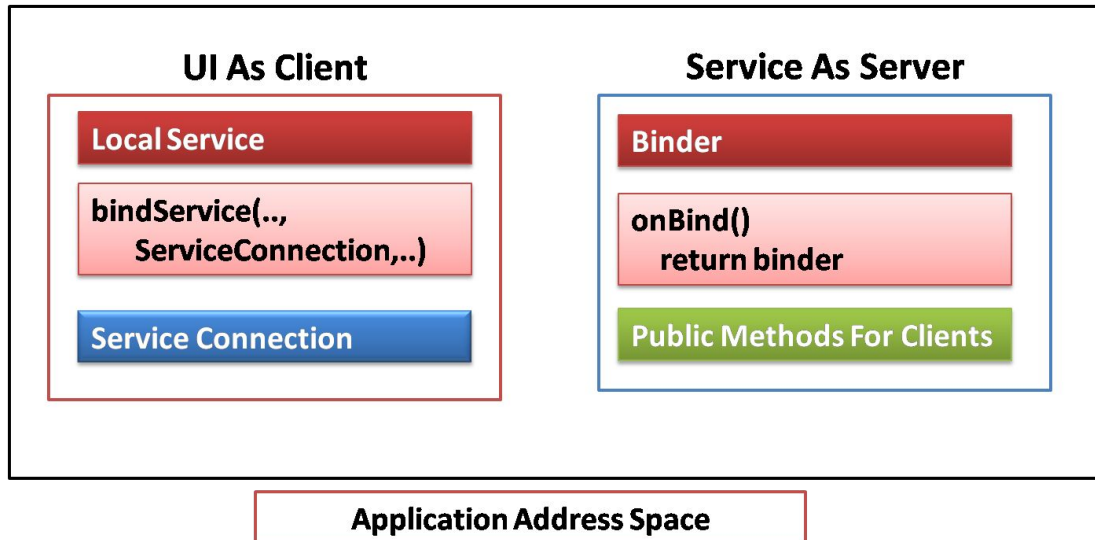 UI As Client
Local Service
bindService(..,
ServiceConnection,..)
Service Connection
Service As Server
Binder
onBind()
return binder
Public Methods For Clients
Application Address Space